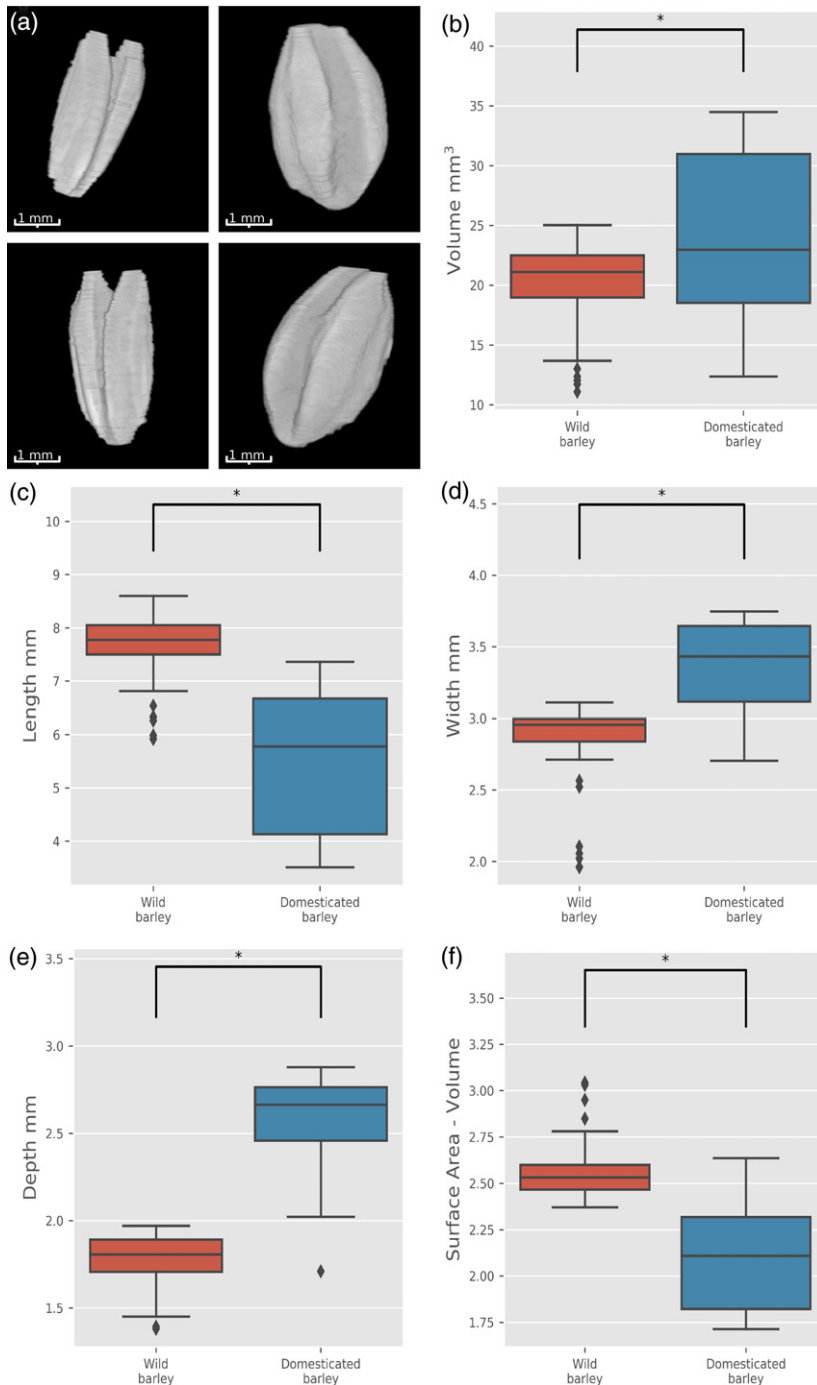 (a)
1 mm
1 mm
1 mm
1 mm
(b)
*
Volume mm³
40
35
30
25
20
15
10
Wild
barley
Domesticated
barley
(c)
*
Length mm
10
9
8
7
6
5
4
Wild
barley
Domesticated
barley
(d)
*
Width mm
4.5
4.0
3.5
3.0
2.5
2.0
Wild
barley
Domesticated
barley
(e)
*
Depth mm
3.5
3.0
2.5
2.0
1.5
Wild
barley
Domesticated
barley
(f)
*
Surface Area - Volume
3.50
3.25
3.00
2.75
2.50
2.25
2.00
1.75
Wild
barley
Domesticated
barley